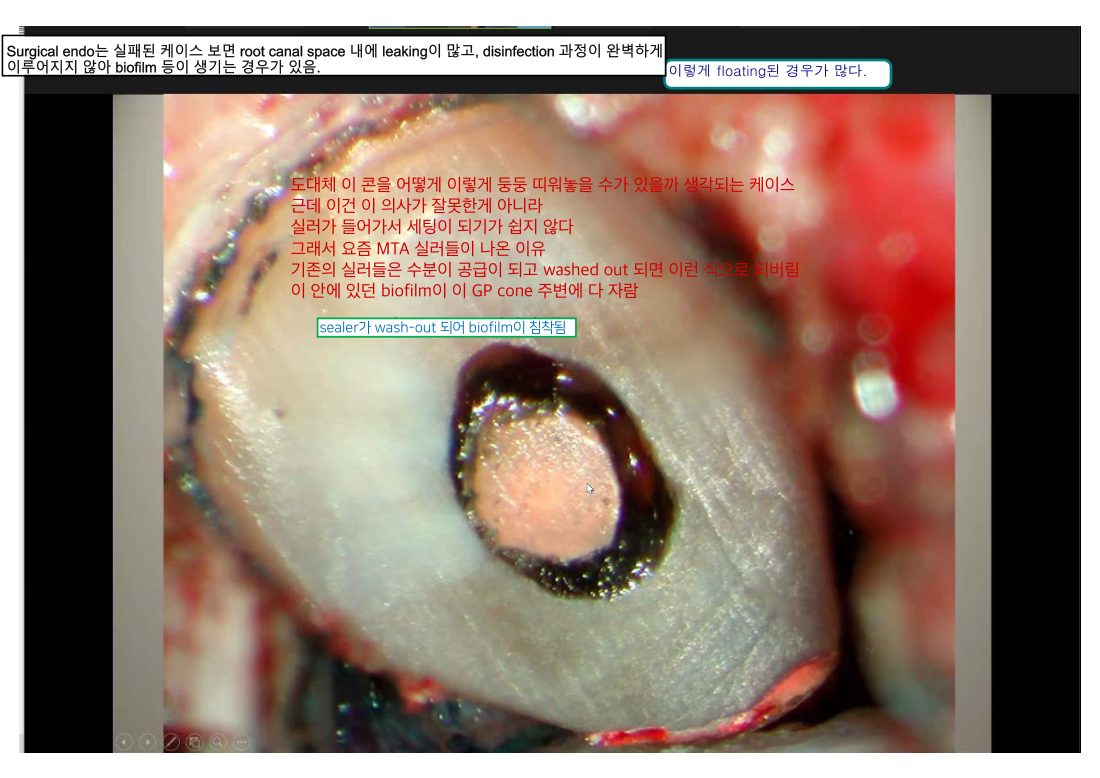 Surgical endo는 실패된 케이스 보면 root canal space 내에 leaking이 많고, disinfection 과정이 완벽하게
이루어지지 않아 biofilm 등이 생기는 경우가 있음.
이렇게 floating된 경우가 많다.
도대체 이 콘을 어떻게 이렇게 둥둥 띠워놓을 수가 있을까 생각되는 케이스
근데 이건 이 의사가 잘못한게 아니라
실러가 들어가서 세팅이 되기가 쉽지 않다
그래서 요즘 MTA 실러들이 나온 이유
기존의 실러들은 수분이 공급이 되고 washed out 되면 이런 식으로 되버림
이 안에 있던 biofilm이 이 GP cone 주변에 다 자람
sealer가 wash-out 되어 biofilm이 침착됨